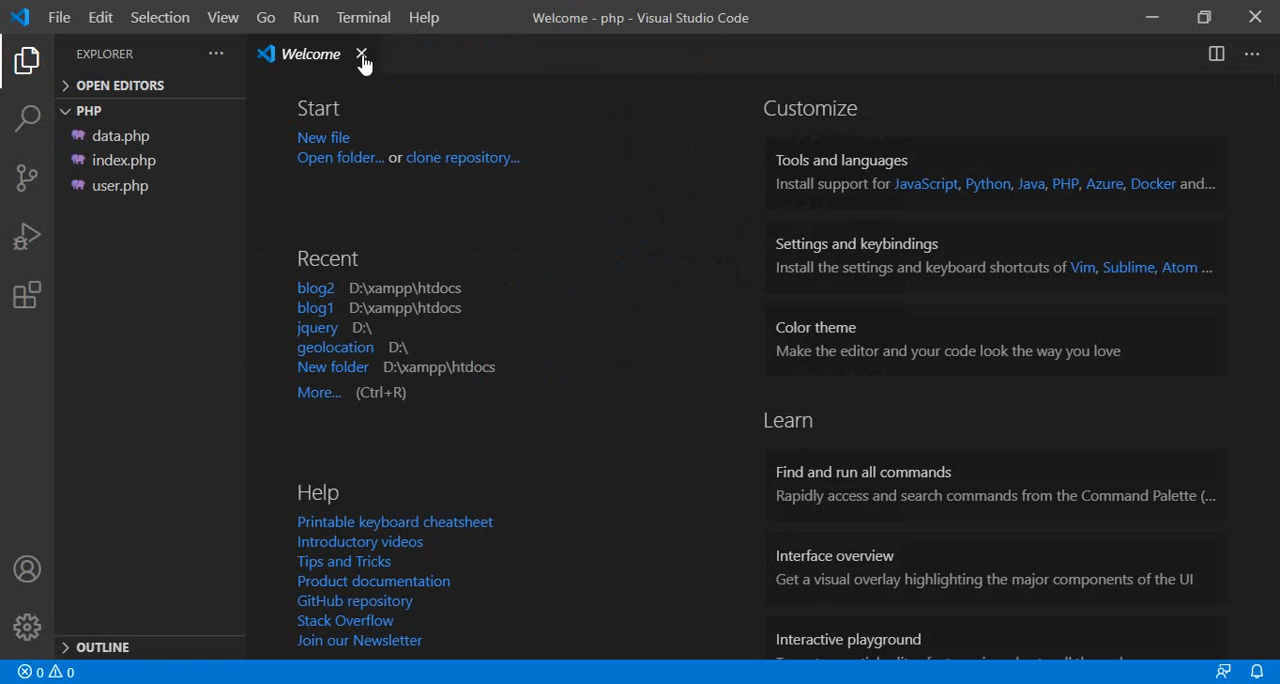 File Edit Selection View Go Run Terminal Help Welcome - php - Visual Studio Code
EXPLORER
OPEN EDITORS
PHP
data.php
index.php
user.php
OUTLINE
Welcome
Start
New file
Open folder... or clone repository...
Recent
blog2 D:\xampp\htdocs
blog1 D:\xampp\htdocs
jquery D:\
geolocation D:\
New folder D:\xampp\htdocs
More... (Ctrl+R)
Help
Printable keyboard cheatsheet
Introductory videos
Tips and Tricks
Product documentation
GitHub repository
Stack Overflow
Join our Newsletter
Customize
Tools and languages
Install support for JavaScript, Python, Java, PHP, Azure, Docker and...
Settings and keybindings
Install the settings and keyboard shortcuts of Vim, Sublime, Atom ...
Color theme
Make the editor and your code look the way you love
Learn
Find and run all commands
Rapidly access and search commands from the Command Palette (...
Interface overview
Get a visual overlay highlighting the major components of the UI
Interactive playground
0 0